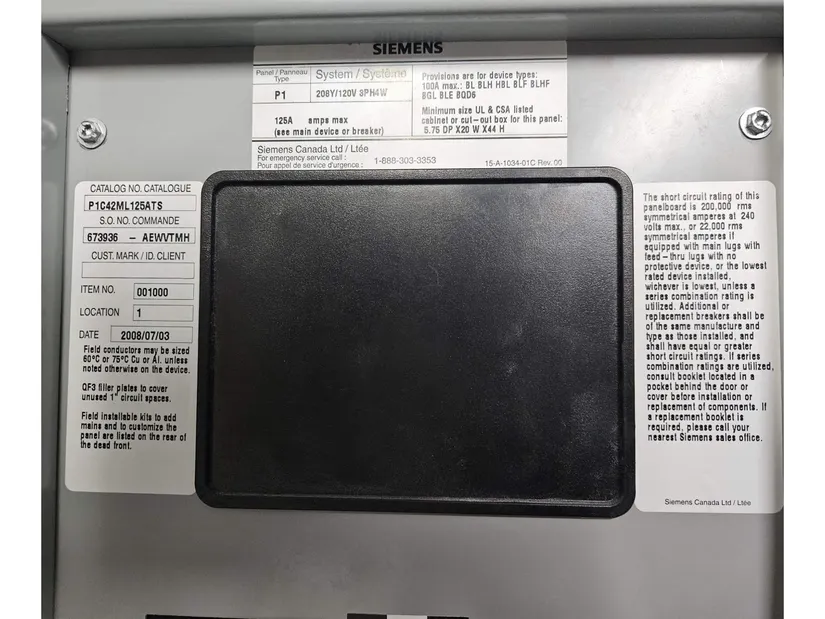 SIEMENS
Panel / Panneau
Type
System / Système
P1
208Y/120V 3PH4W
125A amps max
(see main device or breaker)
Provisions are for device types:
100A max.: BL BLH HBL BLF BLHF
BGL BLE BQD6
Minimum size UL & CSA listed
cabinet or cut-out box for this panel:
5.75 DP X20 W X44 H
Siemens Canada Ltd / Ltée
For emergency service call :
Pour appel de service d'urgence :
1-888-303-3353
15-A-1034-01C Rev. 00
CATALOG NO. CATALOGUE
P1C42ML125ATS
S.O. NO. COMMANDE
673936 - AEWVTMH
CUST. MARK / ID. CLIENT
ITEM NO. 001000
LOCATION 1
DATE 2008/07/03
Field conductors may be sized
60°C or 75°C Cu or Al. unless
noted otherwise on the device.
QF3 filler plates to cover
unused 1" circuit spaces.
Field installable kits to add
mains and to customize the
panel are listed on the rear of
the dead front.
The short circuit rating of this
panelboard is 200,000 rms
symmetrical amperes at 240
volts max., or 22,000 rms
symmetrical amperes if
equipped with main lugs with
feed-thru lugs with no
protective device, or the lowest
rated device installed,
wichever is lowest, unless a
series combination rating is
utilized. Additional or
replacement breakers shall be
of the same manufacture and
type as those installed, and
shall have equal or greater
short circuit ratings. If series
combination ratings are utilized,
consult booklet located in a
pocket behind the door or
cover before installation or
replacement of components. If
a replacement booklet is
required, please call your
nearest Siemens sales office.
Siemens Canada Ltd / Ltée